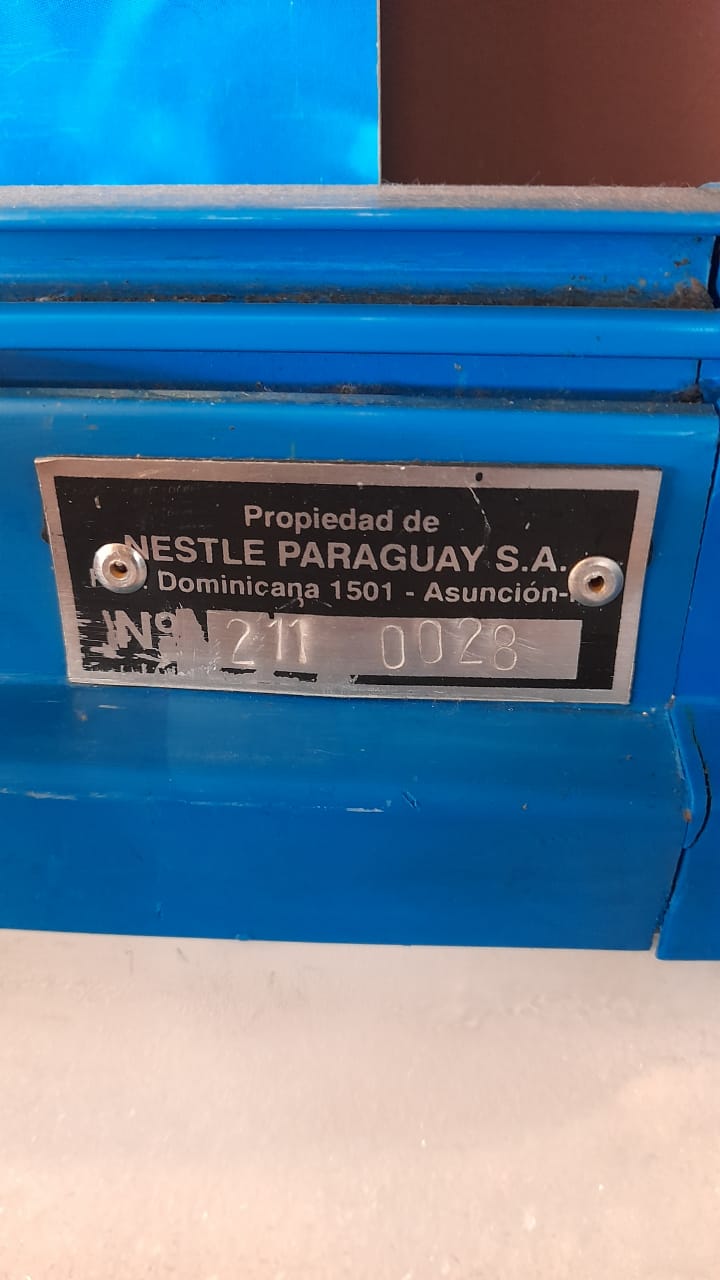 Propiedad de
NESTLE PARAGUAY S.A.
Dominicana 1501 - Asunción-
Nº 211 0028